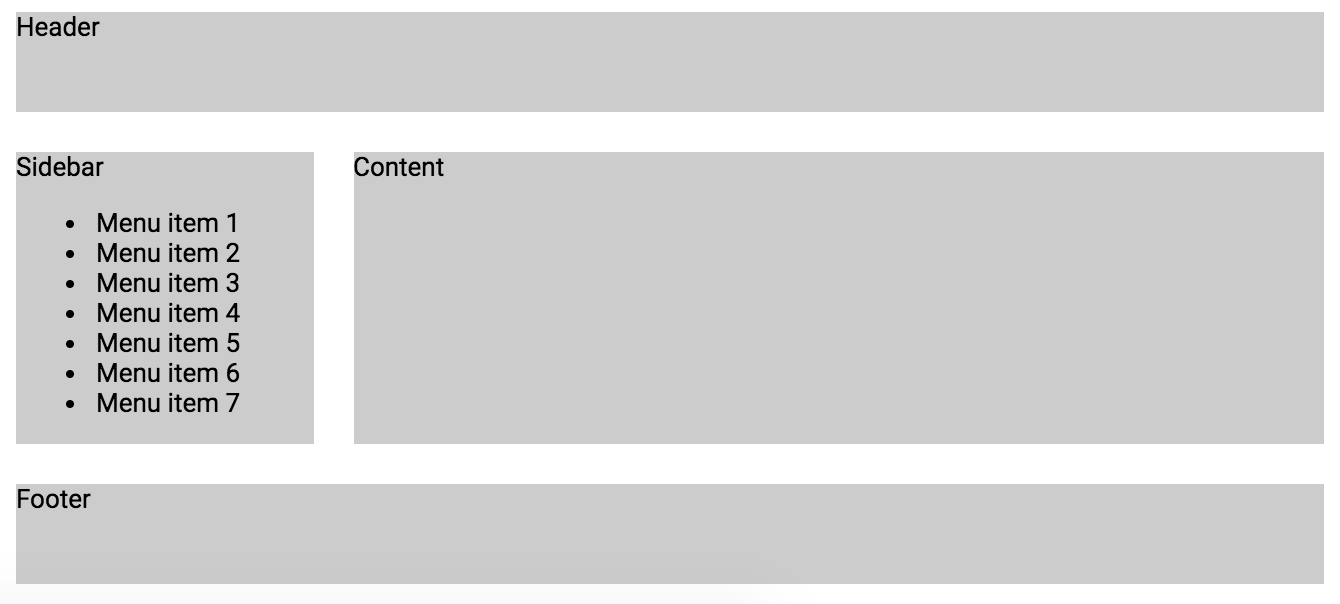 Header
Sidebar
Menu item 1
Menu item 2
Menu item 3
Menu item 4
Menu item 5
Menu item 6
Menu item 7
Content
Footer